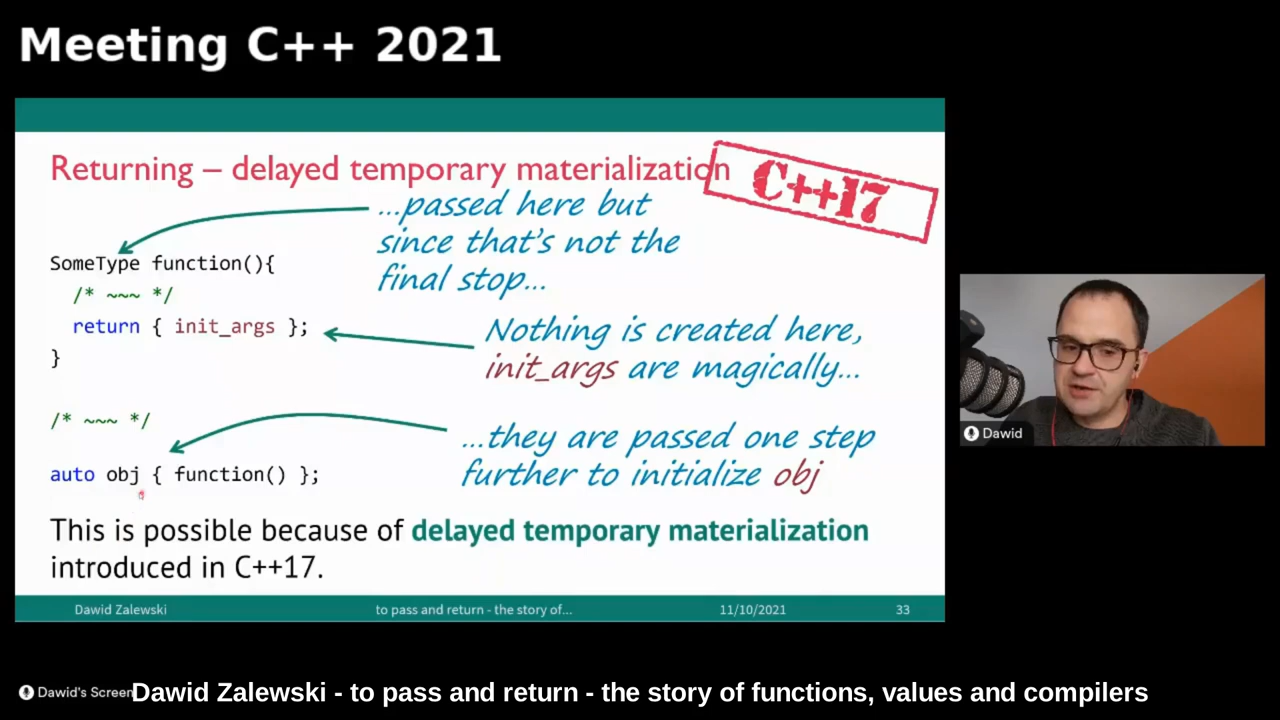 Meeting C++ 2021
Returning – delayed temporary materialization
C++17
...passed here but
since that's not the
final stop...
SomeType function(){
/* ~~~ */
return { init_args };
}
Nothing is created here,
init_args are magically...
/* ~~~ */
...they are passed one step
further to initialize obj
auto obj { function() };
This is possible because of delayed temporary materialization
introduced in C++17.
Dawid Zalewski to pass and return - the story of... 11/10/2021 33
Dawid
Dawid's Screen
Dawid Zalewski - to pass and return - the story of functions, values and compilers